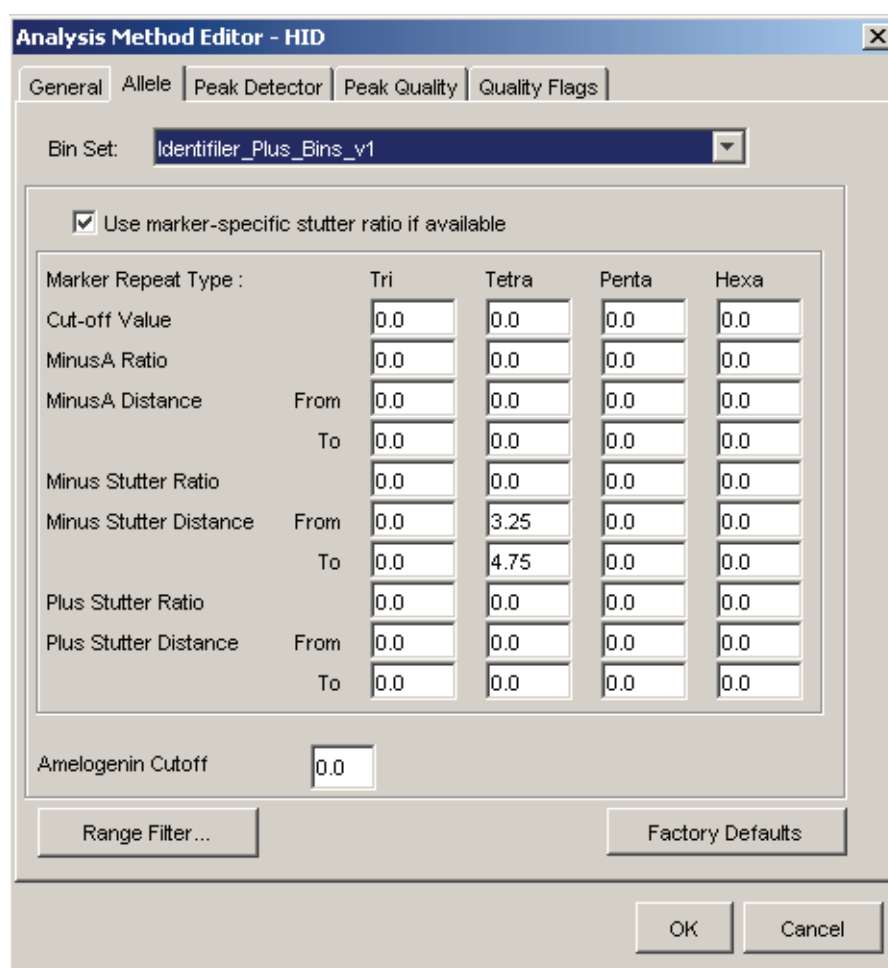 Analysis Method Editor - HID
General Allele Peak Detector Peak Quality Quality Flags
Bin Set: Identifiler_Plus_Bins_v1
Use marker-specific stutter ratio if available
Marker Repeat Type : Tri Tetra Penta Hexa
Cut-off Value 0.0 0.0 0.0 0.0
MinusA Ratio 0.0 0.0 0.0 0.0
MinusA Distance From 0.0 0.0 0.0 0.0
To 0.0 0.0 0.0 0.0
Minus Stutter Ratio 0.0 0.0 0.0 0.0
Minus Stutter Distance From 0.0 3.25 0.0 0.0
To 0.0 4.75 0.0 0.0
Plus Stutter Ratio 0.0 0.0 0.0 0.0
Plus Stutter Distance From 0.0 0.0 0.0 0.0
To 0.0 0.0 0.0 0.0
Amelogenin Cutoff 0.0
Range Filter... Factory Defaults
OK Cancel